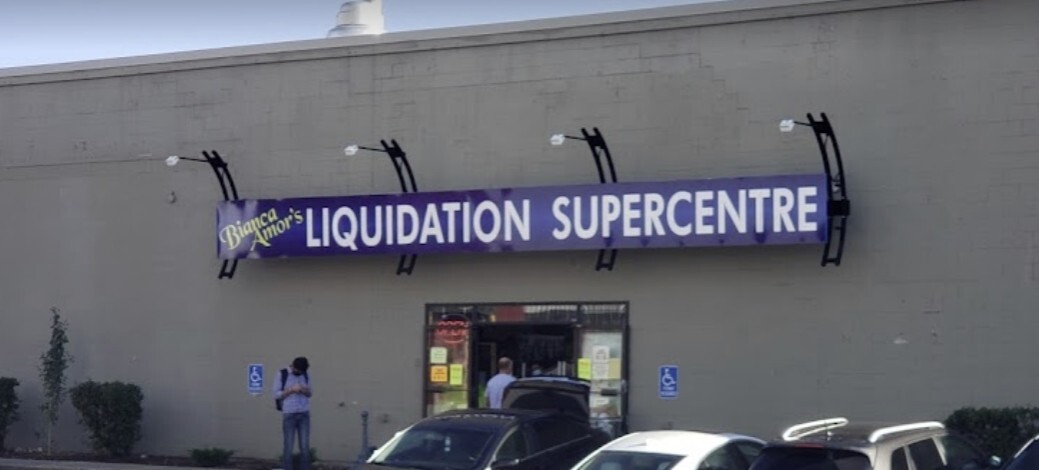 Bianca
Amor's
LIQUIDATION SUPERCENTRE